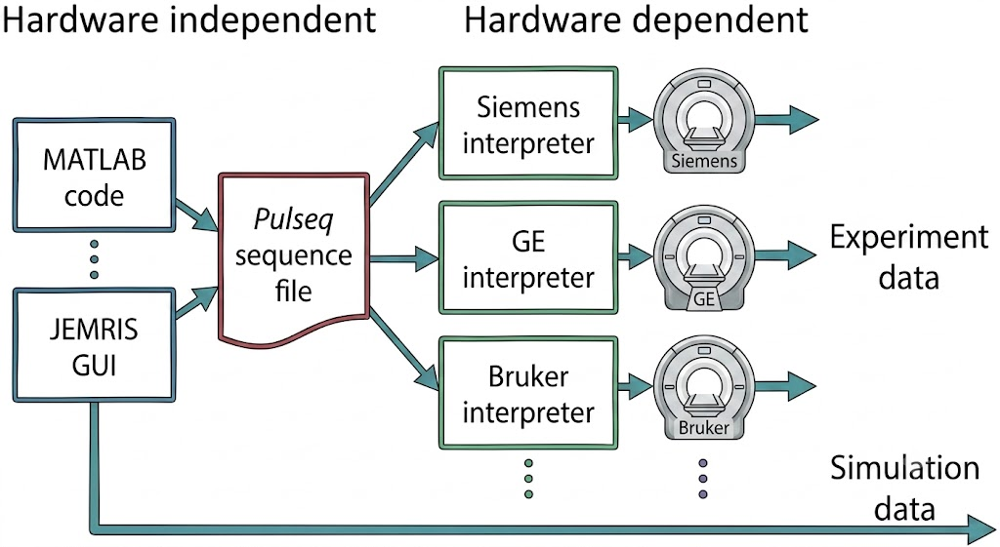 Hardware independent
Hardware dependent
MATLAB
code
JEMRIS
GUI
Pulseq
sequence
file
Siemens
interpreter
Siemens
GE
interpreter
GE
Bruker
interpreter
Bruker
Experiment
data
Simulation
data